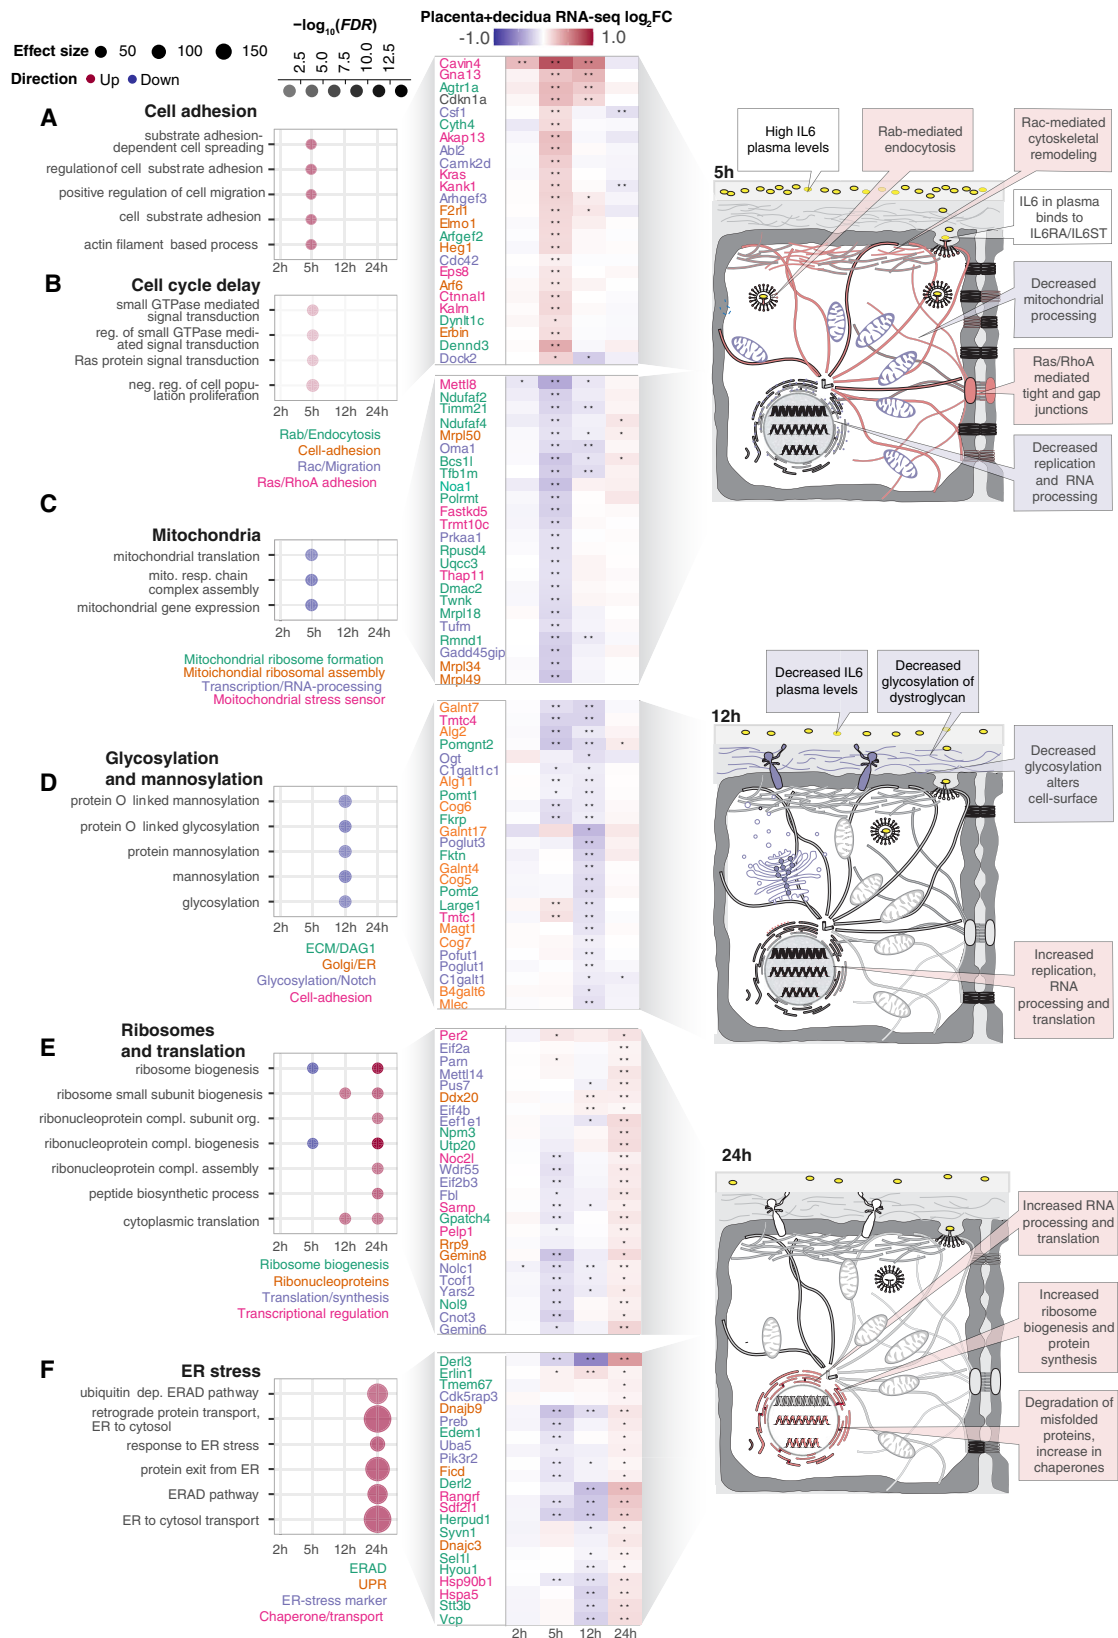 −log10(FDR)
Effect size 50 100 150
2.5 5.0 7.5 10.0 12.5
Direction Up Down
Placenta+decidua RNA-seq log2FC
-1.0 1.0
A Cell adhesion
substrate adhesion-
dependent cell spreading
regulation of cell substrate adhesion
positive regulation of cell migration
cell substrate adhesion
actin filament based process
2h 5h 12h 24h
B Cell cycle delay
small GTPase mediated
signal transduction
reg. of small GTPase medi-
ated signal transduction
Ras protein signal transduction
neg. reg. of cell popu-
lation proliferation
Rab/Endocytosis
Cell-adhesion
Rac/Migration
Ras/RhoA adhesion
Cavin4
Gna13
Agtr1a
Cdkn1a
Csf1
Cyth4
Akap13
Abl2
Camk2d
Kras
Kank1
Arhgef3
F2rl1
Elmo1
Arfgef2
Heg1
Cdc42
Eps8
Arf6
Ctnnal1
Kalrn
Dynlt1c
Erbin
Dennd3
Dock2
C
Mitochondria
mitochondrial translation
mito. resp. chain
complex assembly
mitochondrial gene expression
2h 5h 12h 24h
Mitochondrial ribosome formation
Mitoichondial ribosomal assembly
Transcription/RNA-processing
Moitochondrial stress sensor
Mettl8
Ndufaf2
Timm21
Ndufaf4
Mrpl50
Oma1
Bcs1l
Tfb1m
Noa1
Polrmt
Fastkd5
Trmt10c
Prkaa1
Rpusd4
Uqcc3
Thap11
Dmac2
Twnk
Mrpl18
Tufm
Rmnd1
Gadd45gip
Mrpl34
Mrpl49
D
Glycosylation
and mannosylation
protein O linked mannosylation
protein O linked glycosylation
protein mannosylation
mannosylation
glycosylation
2h 5h 12h 24h
ECM/DAG1
Golgi/ER
Glycosylation/Notch
Cell-adhesion
Galnt7
Tmtc4
Alg2
Pomgnt2
Ogt
C1galt1c1
Alg11
Pomt1
Cog6
Fkrp
Galnt17
Poglut3
Fktn
Galnt4
Cog5
Pomt2
Large1
Tmtc1
Magt1
Cog7
Pofut1
Poglut1
C1galt1
B4galt6
Mlec
E
Ribosomes
and translation
ribosome biogenesis
ribosome small subunit biogenesis
ribonucleoprotein compl. subunit org.
ribonucleoprotein compl. biogenesis
ribonucleoprotein compl. assembly
peptide biosynthetic process
cytoplasmic translation
2h 5h 12h 24h
Ribosome biogenesis
Ribonucleoproteins
Translation/synthesis
Transcriptional regulation
Per2
Eif2a
Parn
Mettl14
Pus7
Ddx20
Eif4b
Eef1e1
Npm3
Utp20
Noc2l
Wdr55
Eif2b3
Fbl
Sarnp
Gpatch4
Pelp1
Rrp9
Gemin8
Nolc1
Tcof1
Yars2
Nol9
Cnot3
Gemin6
F ER stress
ubiquitin dep. ERAD pathway
retrograde protein transport,
ER to cytosol
response to ER stress
protein exit from ER
ERAD pathway
ER to cytosol transport
2h 5h 12h 24h
ERAD
UPR
ER-stress marker
Chaperone/transport
Derl3
Erlin1
Tmem67
Cdk5rap3
Dnajb9
Preb
Edem1
Uba5
Pik3r2
Ficd
Derl2
Rangrf
Sdf2l1
Herpud1
Syvn1
Dnajc3
Sel1l
Hyou1
Hsp90b1
Hspa5
Stt3b
Vcp
2h 5h 12h 24h
5h
High IL6
plasma levels
Rab-mediated
endocytosis
Rac-mediated
cytoskeletal
remodeling
IL6 in plasma
binds to
IL6RA/IL6ST
Decreased
mitochondrial
processing
Ras/RhoA
mediated
tight and gap
junctions
Decreased
replication
and RNA
processing
12h
Decreased IL6
plasma levels
Decreased
glycosylation of
dystroglycan
Decreased
glycosylation
alters
cell-surface
Increased
replication,
RNA
processing and
translation
24h
Increased RNA
processing and
translation
Increased
ribosome
biogenesis and
protein
synthesis
Degradation of
misfolded
proteins,
increase in
chaperones